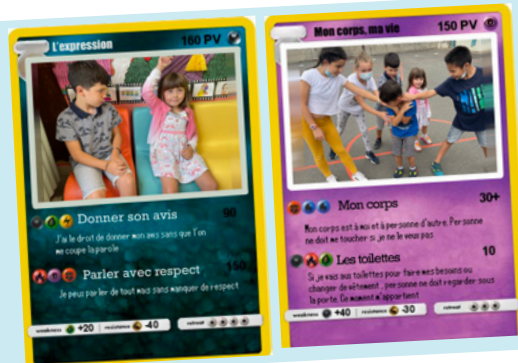 L'expression 160 PV
Donner son avis 90
J'ai le droit de donner mon avis sans que l'on
me coupe la parole
Parler avec respect 150
Je peux parler de tout mais sans manquer de respect
weakness +20 resistance -40 retreat
Mon corps, ma vie 150 PV
Mon corps 30+
Mon corps est à moi et à personne d'autre. Personne
ne doit me toucher si je ne le veux pas
Les toilettes 10
Si je vais aux toilettes pour faire mes besoins ou
changer de vêtement, personne ne doit regarder sous
la porte. Ce moment m'appartient
weakness +40 resistance -30 retreat